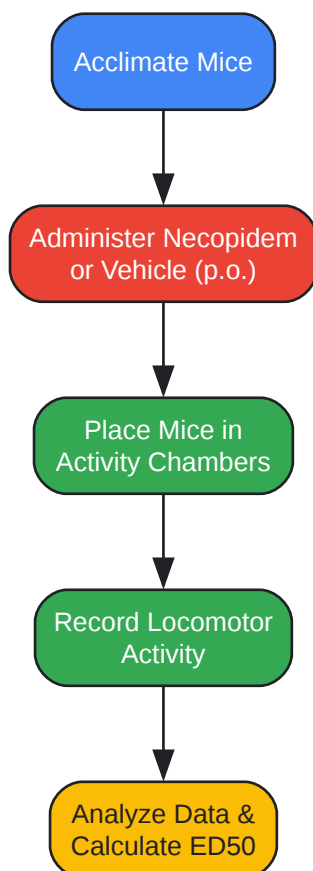 Acclimate Mice
Administer Necopidem
or Vehicle (p.o.)
Place Mice in
Activity Chambers
Record Locomotor
Activity
Analyze Data &
Calculate ED50